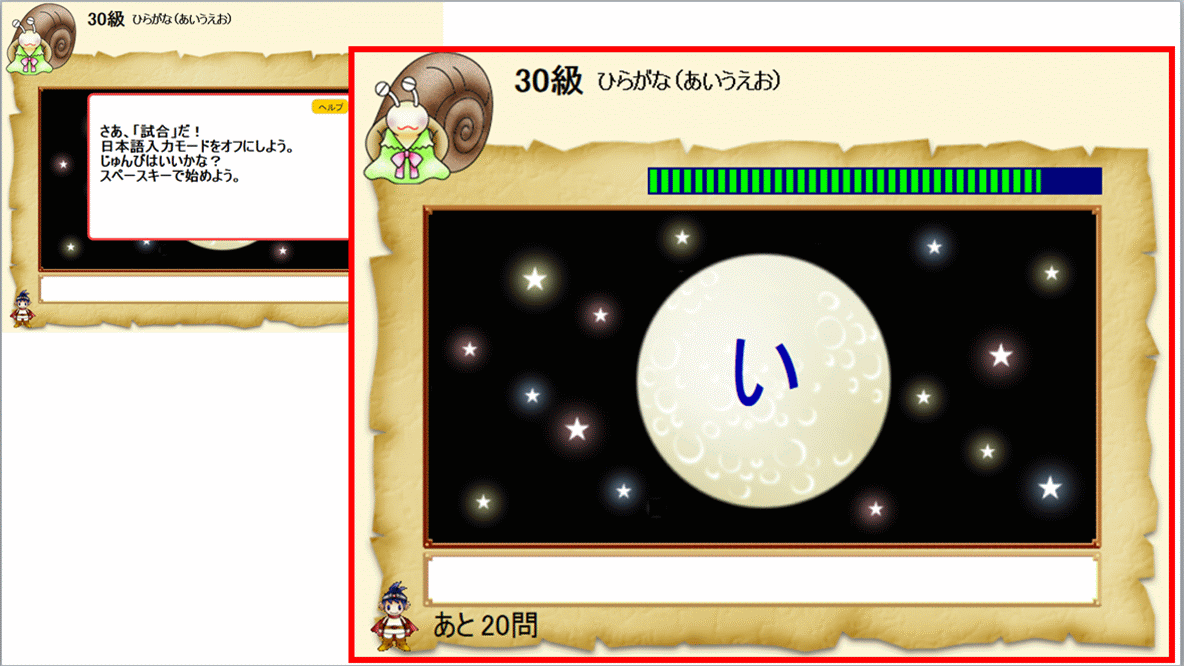 30級 ひらがな(あいうえお)
ヘルプ
さあ、「試合」だ!
日本語入力モードをオフにしよう。
じゅんびはいいかな?
スペースキーで始めよう。
30級 ひらがな(あいうえお)
い
あと20問